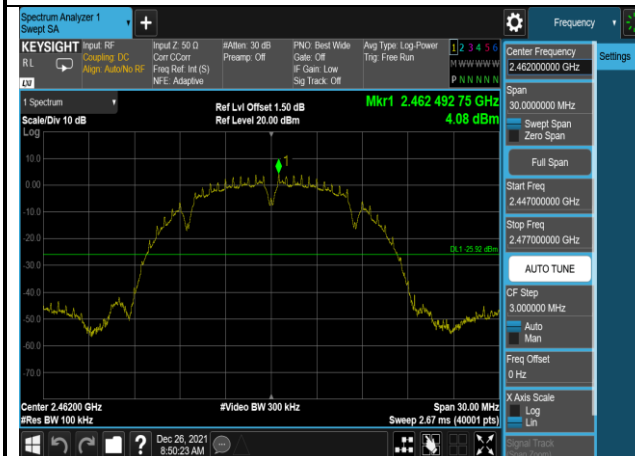 Spectrum Analyzer 1
Swept SA
+
Frequency
KEYSIGHT
RL
LXI
Input: RF
Coupling: DC
Align: Auto/No RF
Input Z: 50 Ω
Corr CCorr
Freq Ref: Int (S)
NFE: Adaptive
#Atten: 30 dB
Preamp: Off
PNO: Best Wide
Gate: Off
IF Gain: Low
Sig Track: Off
Avg Type: Log-Power
Trig: Free Run
1 2 3 4 5 6
M W W W W W
P N N N N N
Center Frequency
2.462000000 GHz
Settings
1 Spectrum
Scale/Div 10 dB
Log
Ref Lvl Offset 1.50 dB
Ref Level 20.00 dBm
Mkr1 2.462 492 75 GHz
4.08 dBm
Span
30.0000000 MHz
Swept Span
Zero Span
Full Span
Start Freq
2.447000000 GHz
Stop Freq
2.477000000 GHz
AUTO TUNE
CF Step
3.000000 MHz
Auto
Man
Freq Offset
0 Hz
X Axis Scale
Log
Lin
Signal Track
(Span Zoom)
1
10.0
0.00
-10.0
-20.0
DL1 -25.92 dBm
-30.0
-40.0
-50.0
-60.0
-70.0
Center 2.46200 GHz
#Res BW 100 kHz
#Video BW 300 kHz
Span 30.00 MHz
Sweep 2.67 ms (40001 pts)
?
Dec 26, 2021
8:50:23 AM